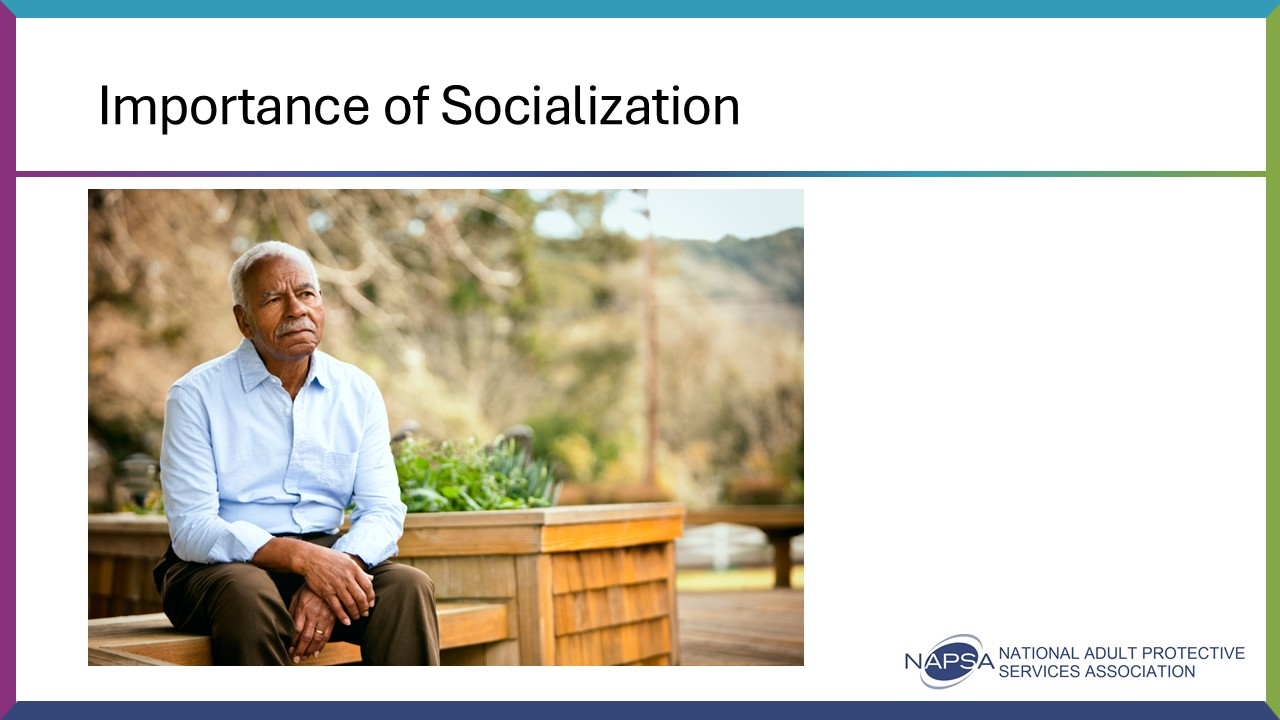 Importance of Socialization
NAPSA NATIONAL ADULT PROTECTIVE
SERVICES ASSOCIATION